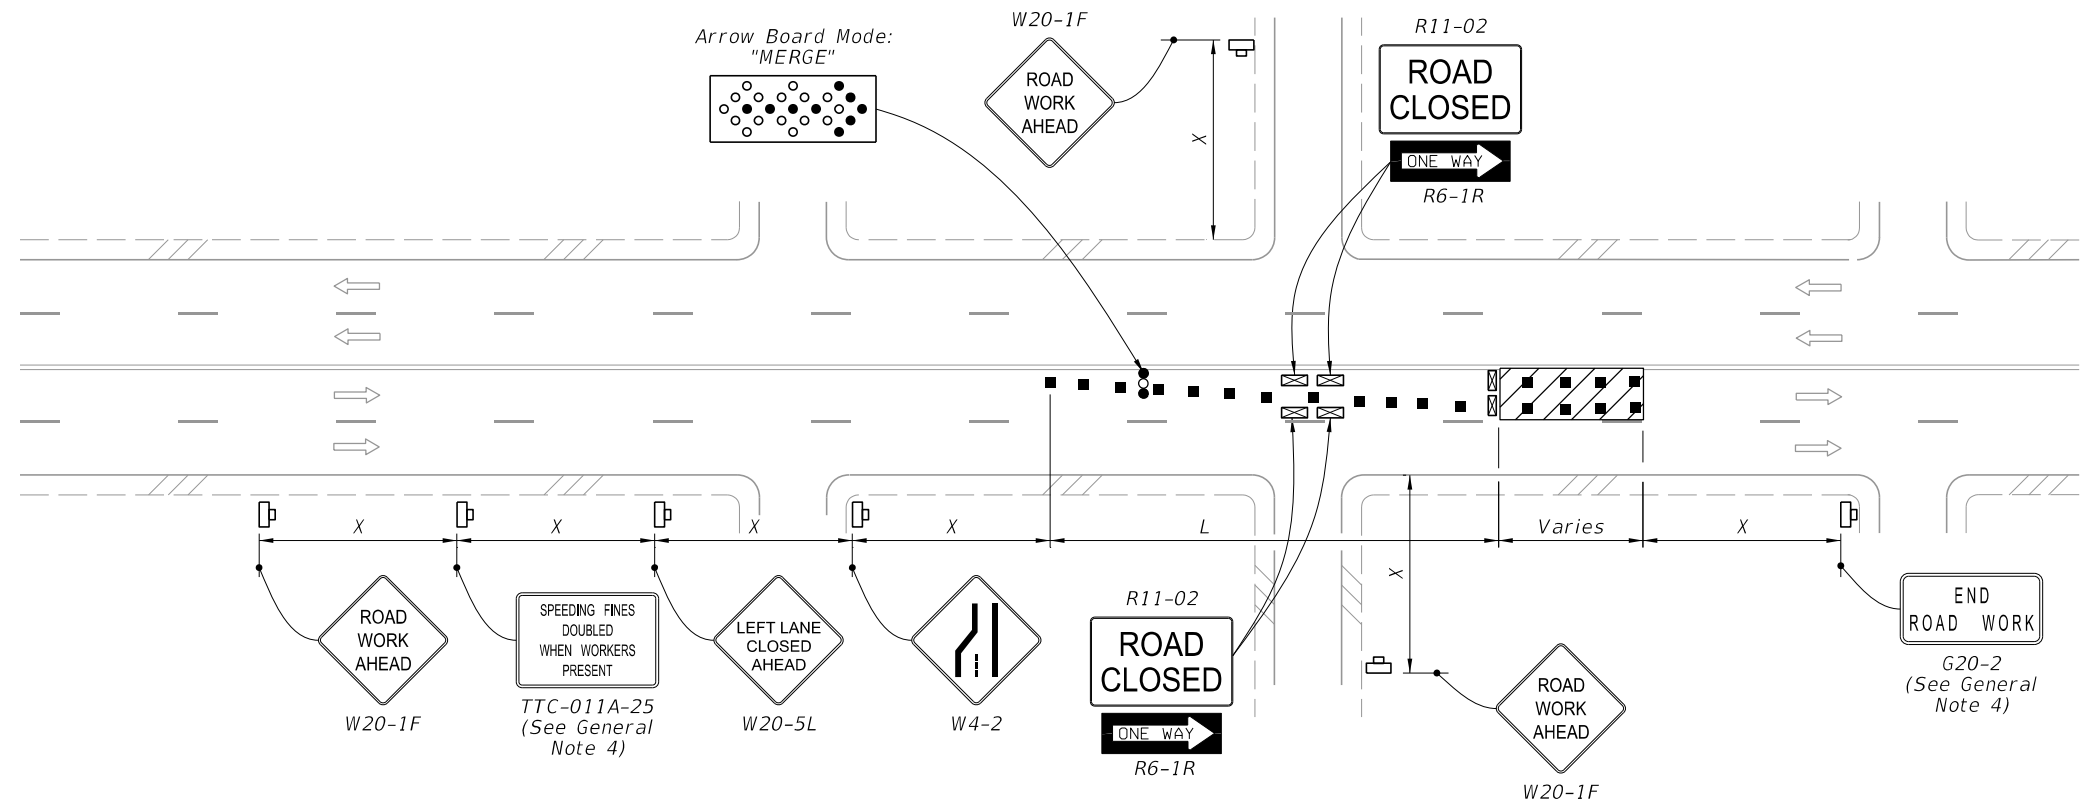 Arrow Board Mode:
"MERGE"
W20-1F
ROAD
WORK
AHEAD
X
R11-02
ROAD
CLOSED
ONE WAY
R6-1R
X
X
X
X
L
Varies
X
X
ROAD
WORK
AHEAD
W20-1F
SPEEDING FINES
DOUBLED
WHEN WORKERS
PRESENT
TTC-011A-25
(See General
Note 4)
LEFT LANE
CLOSED
AHEAD
W20-5L
W4-2
R11-02
ROAD
CLOSED
ONE WAY
R6-1R
ROAD
WORK
AHEAD
W20-1F
END
ROAD WORK
G20-2
(See General
Note 4)